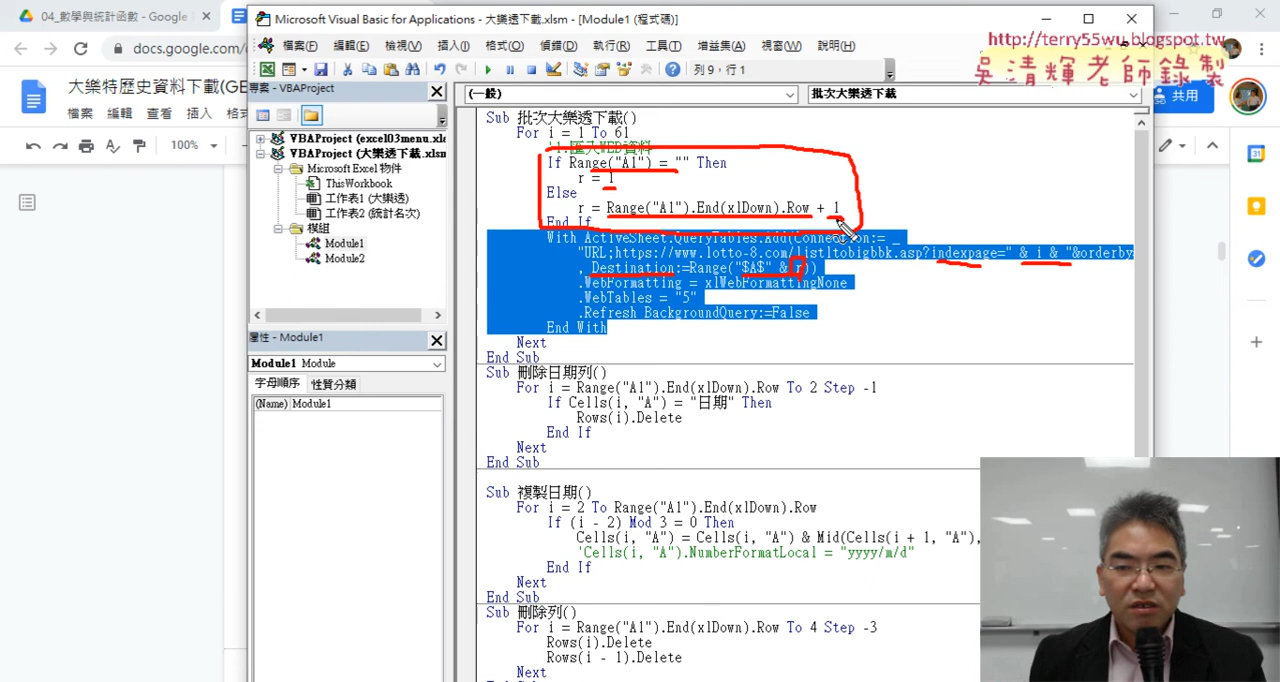 04_數學與統計函數 - Google
docs.google.com/
大樂特歷史資料下載(GE
檔案 編輯 查看 插入 格式
100%
共用
http://terry55wu.blogspot.tw
吳清輝老師錄製
Microsoft Visual Basic for Applications - 大樂透下載.xlsm - [Module1 (程式碼)]
檔案(F) 編輯(E) 檢視(V) 插入(I) 格式(O) 偵錯(D) 執行(R) 工具(T) 增益集(A) 視窗(W) 說明(H)
列 9，行 1
專案 - VBAProject
VBAProject (excel03menu.xls
VBAProject (大樂透下載.xlsm
Microsoft Excel 物件
ThisWorkbook
工作表1 (大樂透)
工作表2 (統計名次)
模組
Module1
Module2
屬性 - Module1
Module1 Module
字母順序 性質分類
(Name) Module1
(一般) 批次大樂透下載
Sub 批次大樂透下載()
For i = 1 To 61
'1.匯入WEB資料
If Range("A1") = "" Then
r = 1
Else
r = Range("A1").End(xlDown).Row + 1
End If
With ActiveSheet.QueryTables.Add(Connection:= _
"URL;https://www.lotto-8.com/listltobigbbk.asp?indexpage=" & i & "&orderby
, Destination:=Range("$A$" & r))
.WebFormatting = xlWebFormattingNone
.WebTables = "5"
.Refresh BackgroundQuery:=False
End With
Next
End Sub
Sub 刪除日期列()
For i = Range("A1").End(xlDown).Row To 2 Step -1
If Cells(i, "A") = "日期" Then
Rows(i).Delete
End If
Next
End Sub
Sub 複製日期()
For i = 2 To Range("A1").End(xlDown).Row
If (i - 2) Mod 3 = 0 Then
Cells(i, "A") = Cells(i, "A") & Mid(Cells(i + 1, "A"),
'Cells(i, "A").NumberFormatLocal = "yyyy/m/d"
End If
Next
End Sub
Sub 刪除列()
For i = Range("A1").End(xlDown).Row To 4 Step -3
Rows(i).Delete
Rows(i - 1).Delete
Next